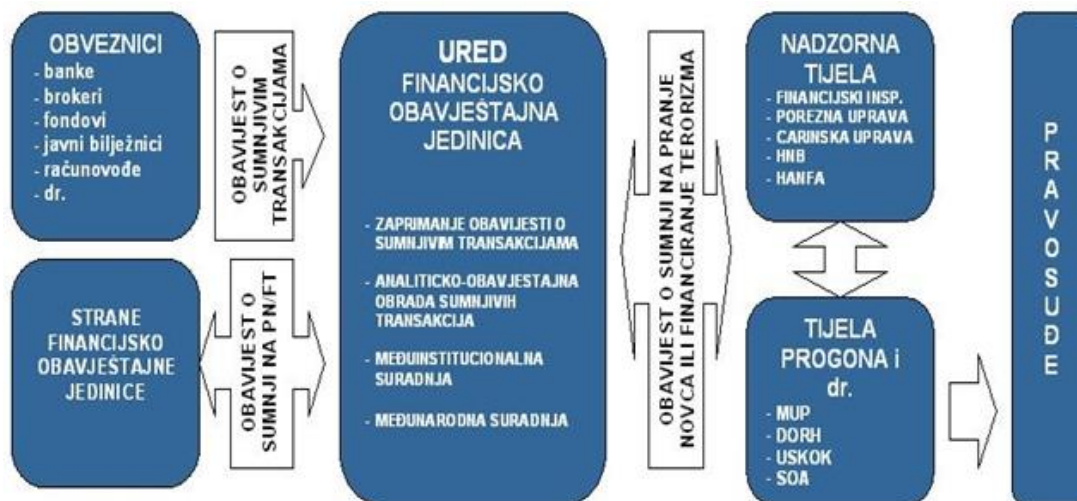 OBVEZNICI
- banke
- brokeri
- fondovi
- javni bilježnici
- računovođe
- dr.
OBAVIJEST O
SUMNJIVIM
TRANSAKCIJAMA
STRANE
FINANCIJSKO
OBAVJEŠTAJNE
JEDINICE
OBAVIJEST O
SUMNJI NA PN/FT
URED
FINANCIJSKO
OBAVJEŠTAJNA
JEDINICA
- ZAPRIMANJE OBAVIJESTI O
SUMNJIVIM TRANSAKCIJAMA
- ANALITICKO-OBAVJESTAJNA
OBRADA SUMNJIVIH
TRANSAKCIJA
- MEĐUINSTITUCIONALNA
SURADNJA
- MEĐUNARODNA SURADNJA
OBAVIJEST O SUMNJI NA PRANJE
NOVCA ILI FINANCIRANJE TERORIZMA
NADZORNA
TIJELA
- FINANCIJSKI INSP.
- POREZNA UPRAVA
- CARINSKA UPRAVA
- HNB
- HANFA
TIJELA
PROGONA i
dr.
- MUP
- DORH
- USKOK
- SOA
PRAVOSUĐE